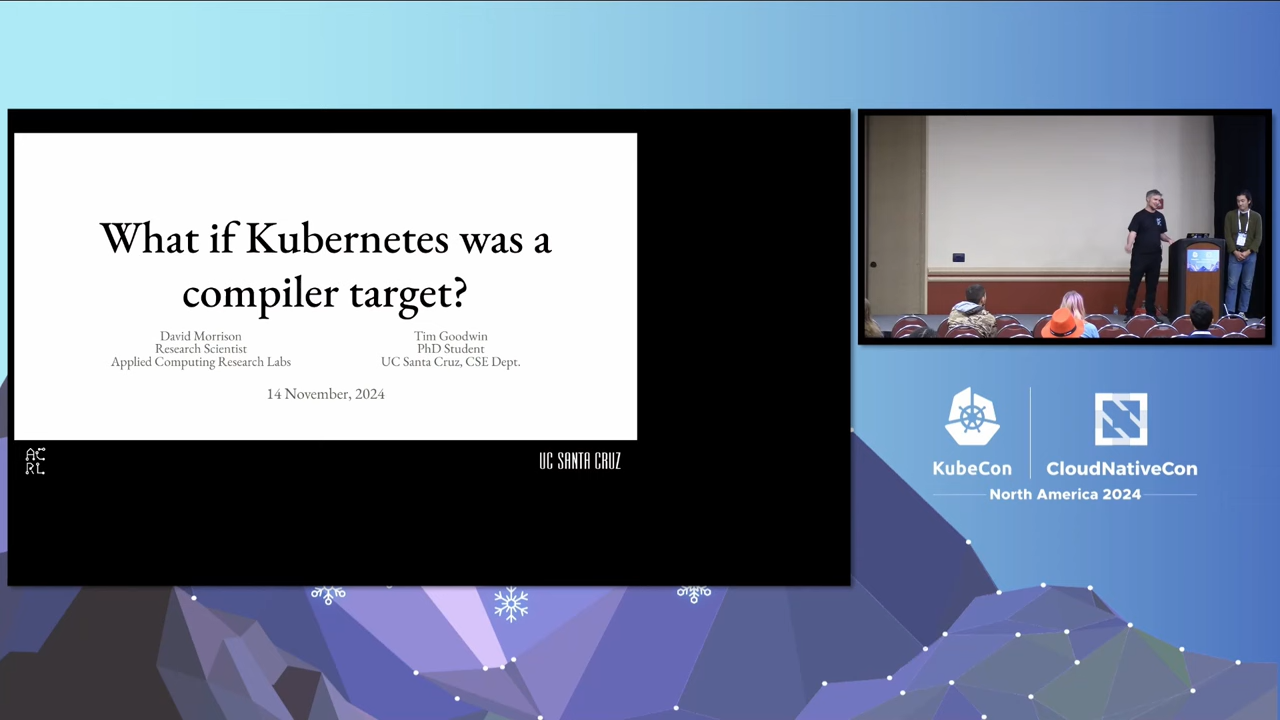 What if Kubernetes was a
compiler target?
David Morrison
Research Scientist
Applied Computing Research Labs
Tim Goodwin
PhD Student
UC Santa Cruz, CSE Dept.
14 November, 2024
AC
RL
UC SANTA CRUZ
KubeCon
CloudNativeCon
North America 2024